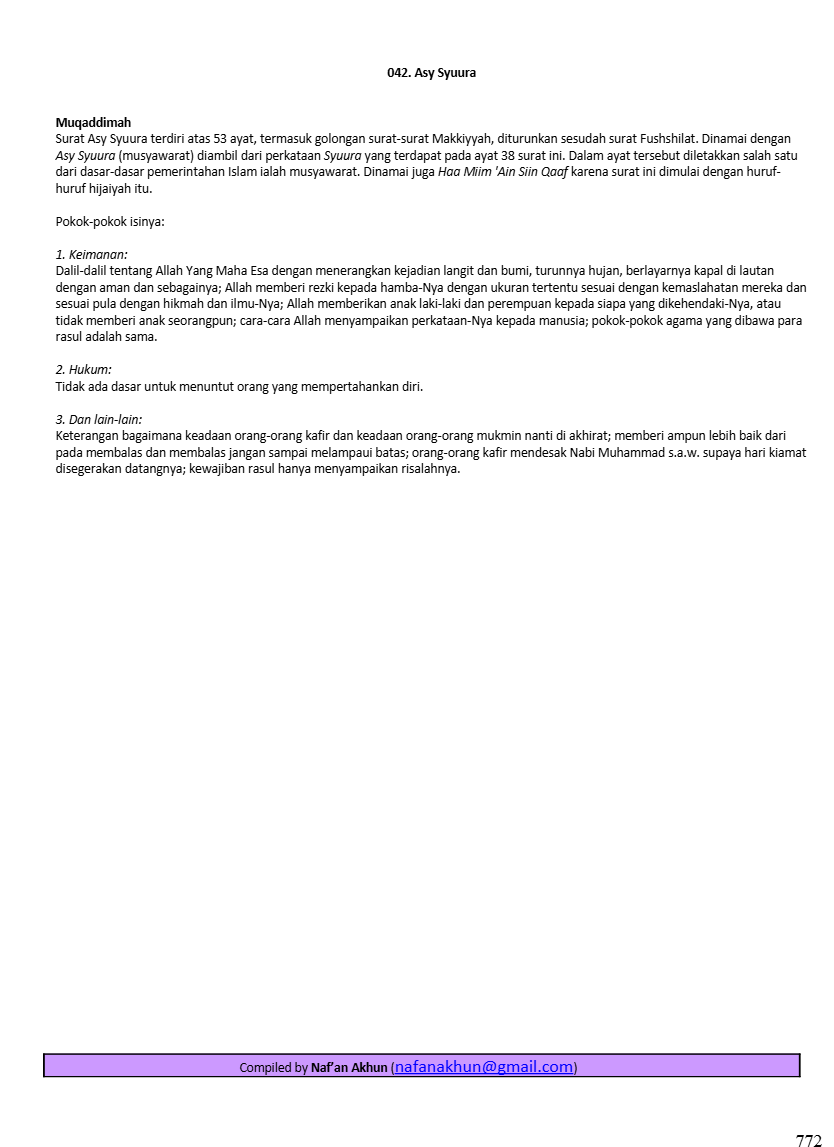 042. Asy Syuura
Muqaddimah
Surat Asy Syuura terdiri atas 53 ayat, termasuk golongan surat-surat Makkiyyah, diturunkan sesudah surat Fushshilat. Dinamai dengan
Asy Syuura (musyawarat) diambil dari perkataan Syuura yang terdapat pada ayat 38 surat ini. Dalam ayat tersebut diletakkan salah satu
dari dasar-dasar pemerintahan Islam ialah musyawarat. Dinamai juga Haa Miim 'Ain Siin Qaaf karena surat ini dimulai dengan huruf-
huruf hijaiyah itu.
Pokok-pokok isinya:
1. Keimanan:
Dalil-dalil tentang Allah Yang Maha Esa dengan menerangkan kejadian langit dan bumi, turunnya hujan, berlayarnya kapal di lautan
dengan aman dan sebagainya; Allah memberi rezki kepada hamba-Nya dengan ukuran tertentu sesuai dengan kemaslahatan mereka dan
sesuai pula dengan hikmah dan ilmu-Nya; Allah memberikan anak laki-laki dan perempuan kepada siapa yang dikehendaki-Nya, atau
tidak memberi anak seorangpun; cara-cara Allah menyampaikan perkataan-Nya kepada manusia; pokok-pokok agama yang dibawa para
rasul adalah sama.
2. Hukum:
Tidak ada dasar untuk menuntut orang yang mempertahankan diri.
3. Dan lain-lain:
Keterangan bagaimana keadaan orang-orang kafir dan keadaan orang-orang mukmin nanti di akhirat; memberi ampun lebih baik dari
pada membalas dan membalas jangan sampai melampaui batas; orang-orang kafir mendesak Nabi Muhammad s.a.w. supaya hari kiamat
disegerakan datangnya; kewajiban rasul hanya menyampaikan risalahnya.
Compiled by Naf’an Akhun (nafanakhun@gmail.com)
772